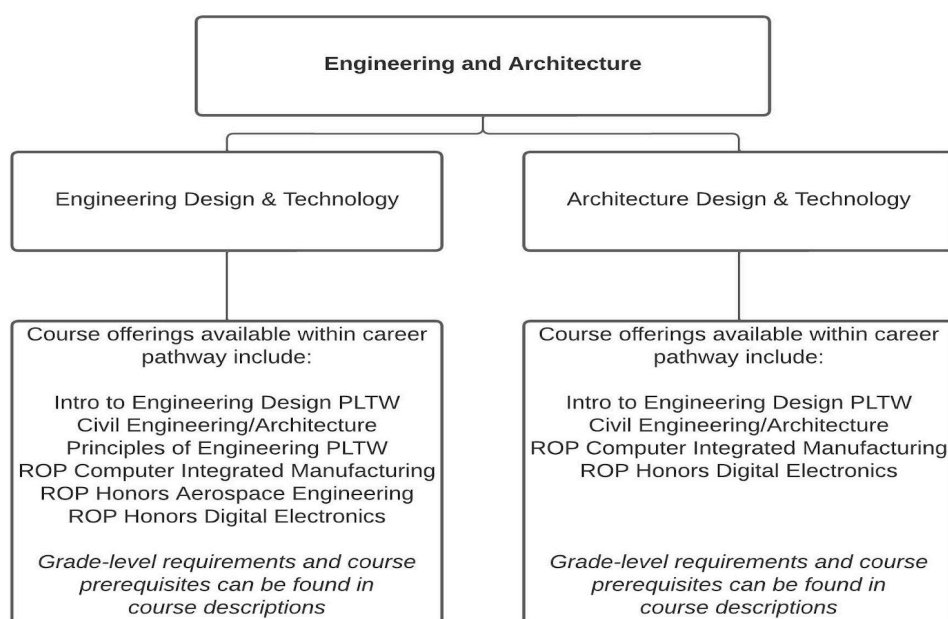 Engineering and Architecture
Engineering Design & Technology
Architecture Design & Technology
Course offerings available within career
pathway include:
Intro to Engineering Design PLTW
Civil Engineering/Architecture
Principles of Engineering PLTW
ROP Computer Integrated Manufacturing
ROP Honors Aerospace Engineering
ROP Honors Digital Electronics
Grade-level requirements and course
prerequisites can be found in
course descriptions
Course offerings available within career
pathway include:
Intro to Engineering Design PLTW
Civil Engineering/Architecture
ROP Computer Integrated Manufacturing
ROP Honors Digital Electronics
Grade-level requirements and course
prerequisites can be found in
course descriptions